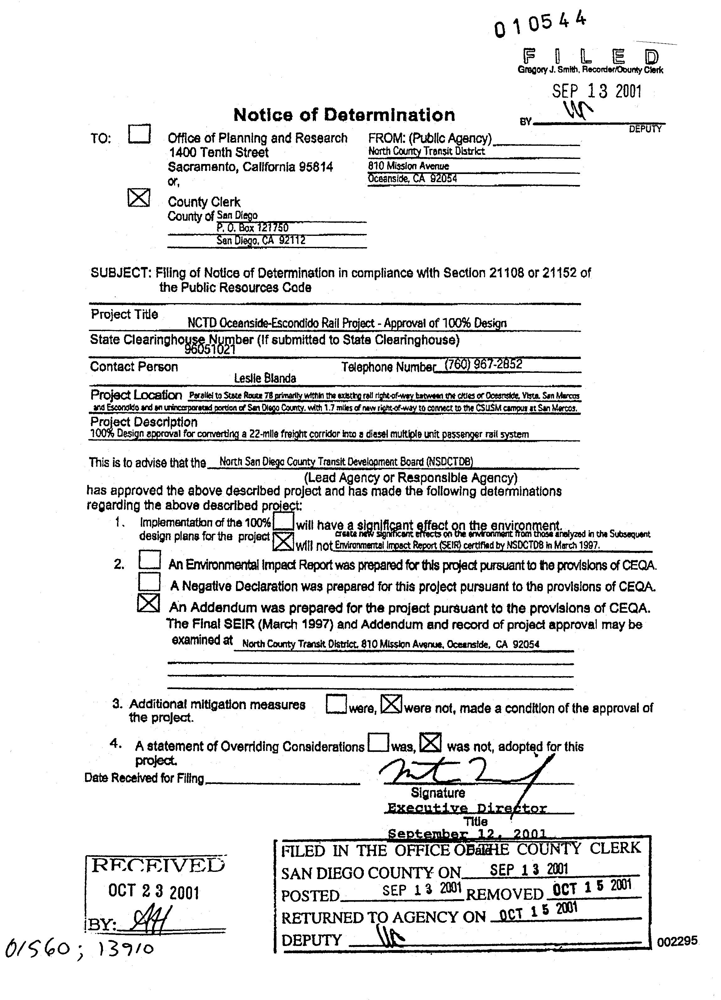 010544
FILED
Gregory J. Smith, Recorder/County Clerk
SEP 13 2001
BY
DEPUTY
Notice of Determination
TO:
Office of Planning and Research
1400 Tenth Street
Sacramento, California 95814
or,
FROM: (Public Agency)
North County Transit District
810 Mission Avenue
Oceanside, CA 92054
County Clerk
County of San Diego
P. O. Box 121750
San Diego, CA 92112
SUBJECT: Filing of Notice of Determination in compliance with Section 21108 or 21152 of
the Public Resources Code
Project Title
NCTD Oceanside-Escondido Rail Project - Approval of 100% Design
State Clearinghouse Number (If submitted to State Clearinghouse)
96051021
Contact Person
Telephone Number (760) 967-2852
Leslie Blanda
Project Location Parallel to State Route 78 primarily within the existing rail right-of-way between the cities of Oceanside, Vista, San Marcos
and Escondido and an unincorporated portion of San Diego County, with 1.7 miles of new right-of-way to connect to the CSUSM campus at San Marcos.
Project Description
100% Design approval for converting a 22-mile freight corridor into a diesel multiple unit passenger rail system
This is to advise that the North San Diego County Transit Development Board (NSDCTDB)
(Lead Agency or Responsible Agency)
has approved the above described project and has made the following determinations
regarding the above described project:
1. Implementation of the 100% will have a significant effect on the environment.
design plans for the project will not create new significant effects on the environment from those analyzed in the Subsequent
Environmental Impact Report (SEIR) certified by NSDCTDB in March 1997.
2. An Environmental Impact Report was prepared for this project pursuant to the provisions of CEQA.
A Negative Declaration was prepared for this project pursuant to the provisions of CEQA.
An Addendum was prepared for the project pursuant to the provisions of CEQA.
The Final SEIR (March 1997) and Addendum and record of project approval may be
examined at North County Transit District, 810 Mission Avenue, Oceanside, CA 92054
3. Additional mitigation measures were, were not, made a condition of the approval of
the project.
4. A statement of Overriding Considerations was, was not, adopted for this
project.
Date Received for Filing
Signature
Executive Director
Title
September 12, 2001
Date
FILED IN THE OFFICE OF THE COUNTY CLERK
SAN DIEGO COUNTY ON SEP 13 2001
POSTED SEP 13 2001 REMOVED OCT 15 2001
RETURNED TO AGENCY ON OCT 15 2001
DEPUTY
RECEIVED
OCT 23 2001
BY: AH
01560; 13910
002295